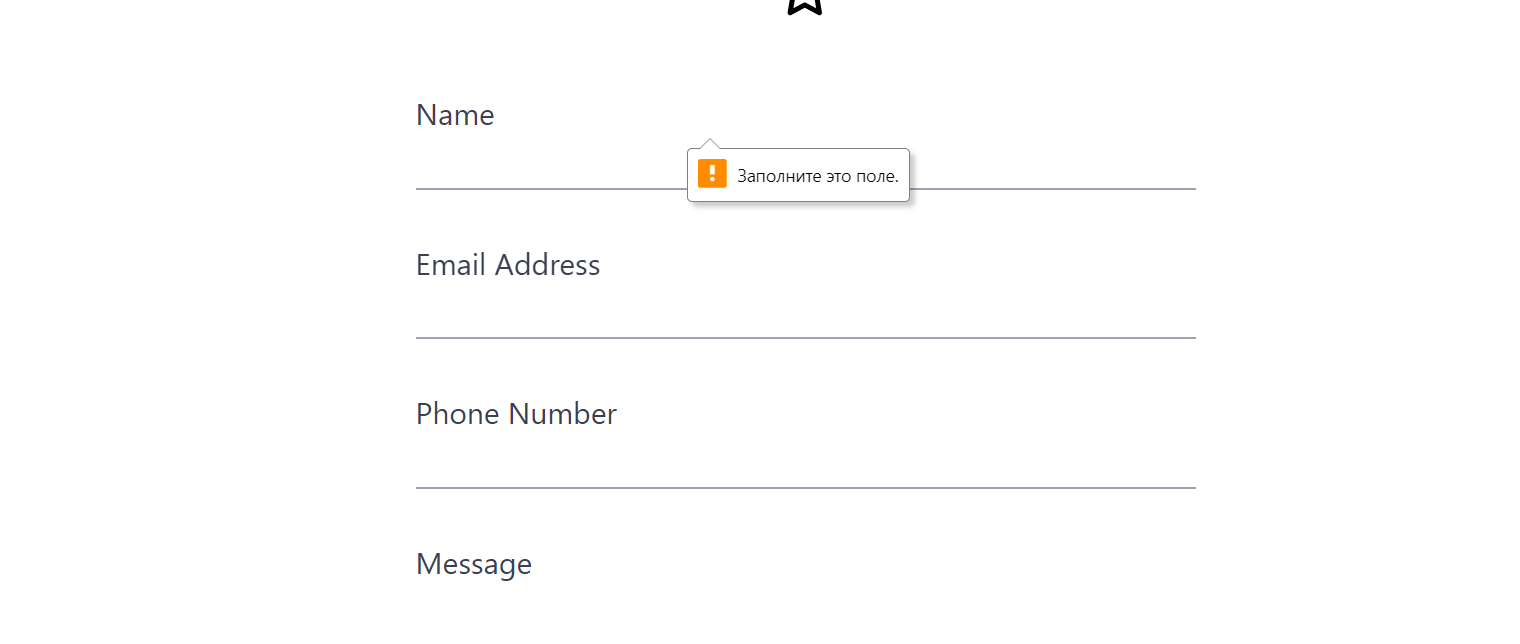 Name
Заполните это поле.
Email Address
Phone Number
Message